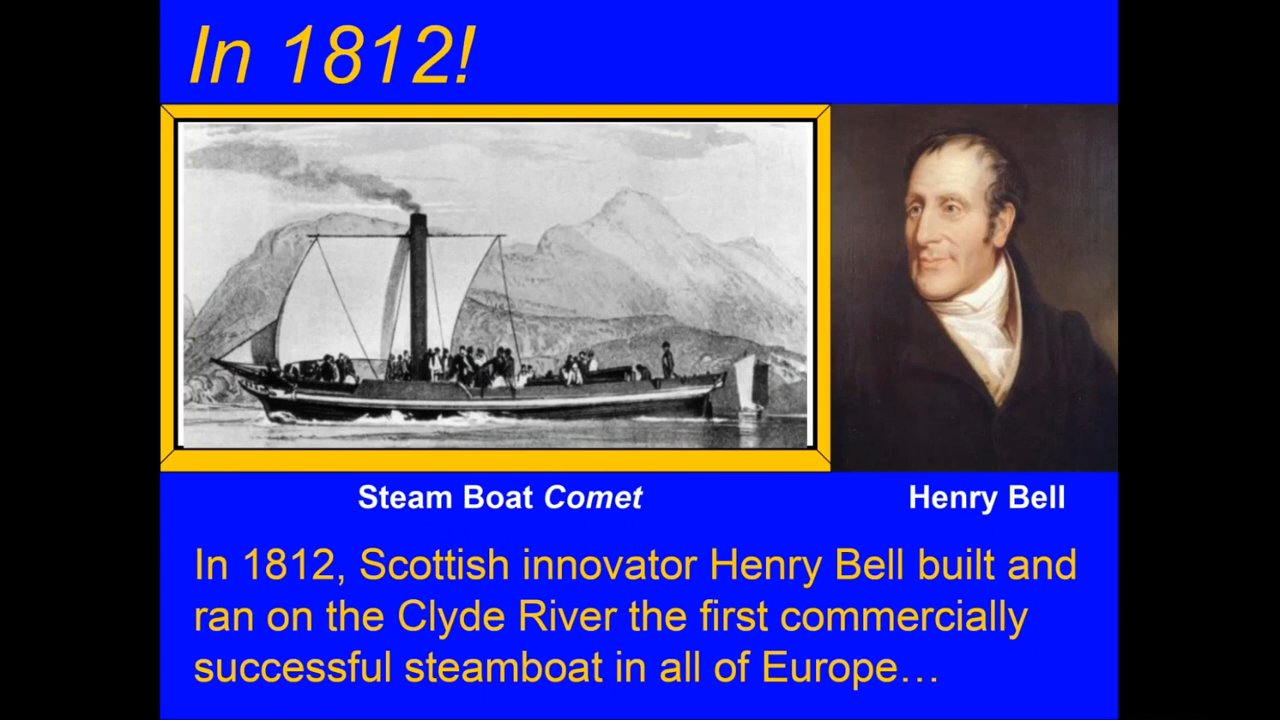 In 1812!
Steam Boat Comet
Henry Bell
In 1812, Scottish innovator Henry Bell built and
ran on the Clyde River the first commercially
successful steamboat in all of Europe…